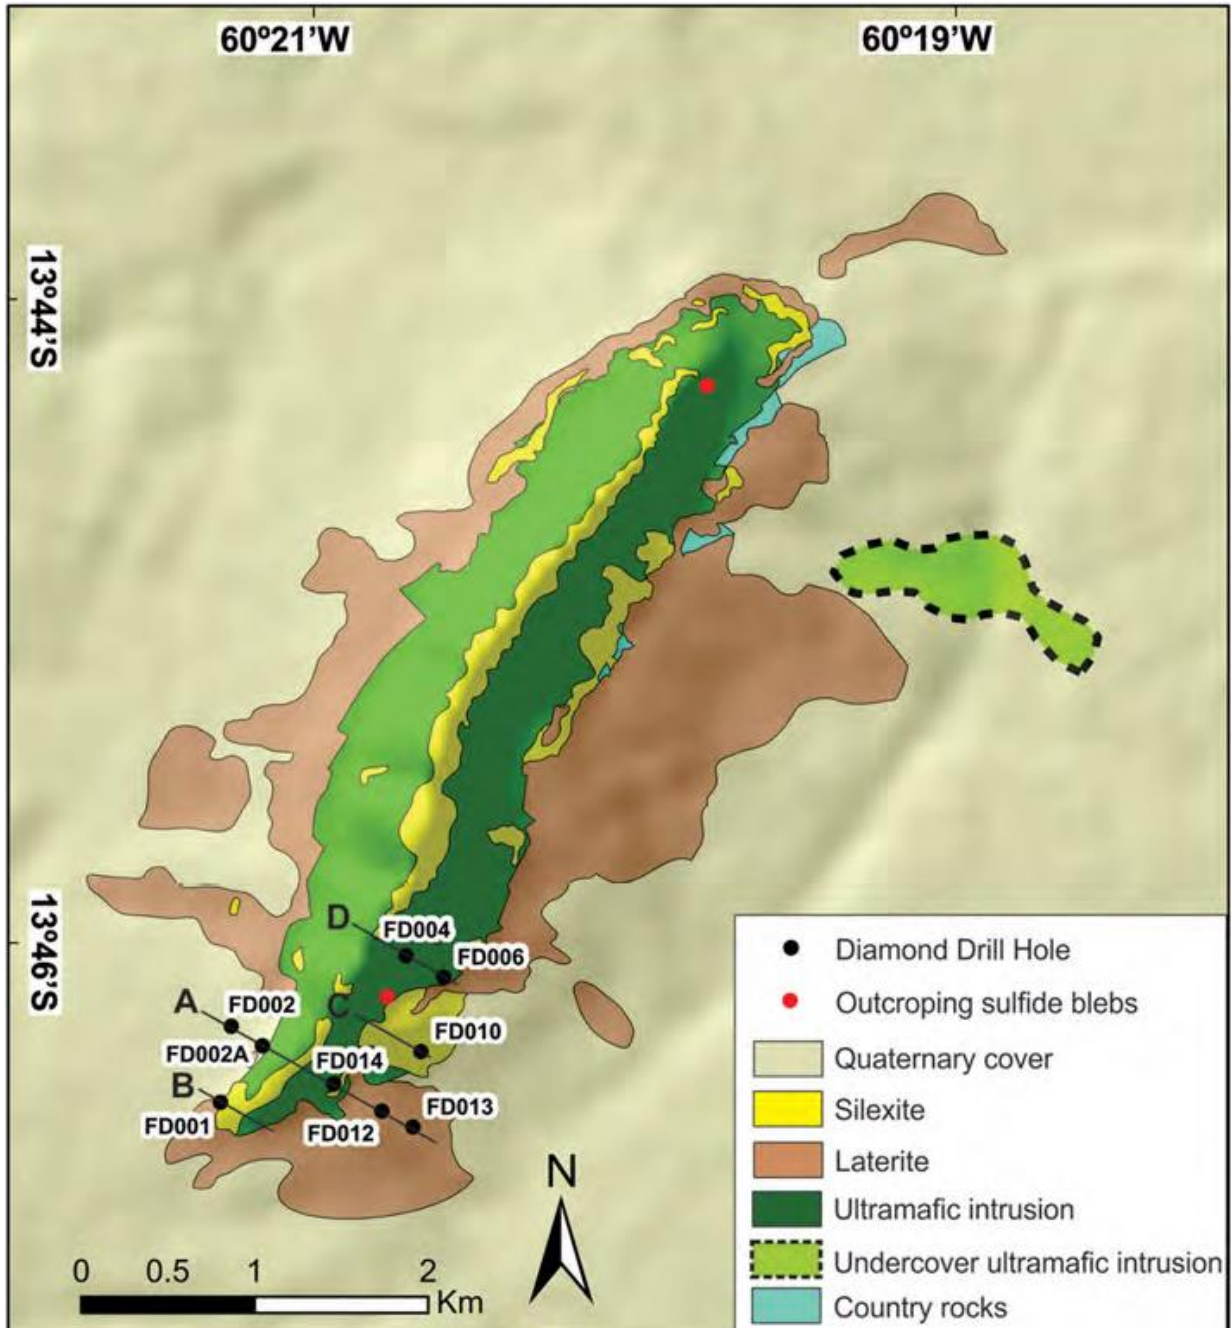 60º21'W
60º19'W
13º44'S
13º46'S
D
FD004
FD006
A
FD002
C
FD010
FD002A
FD014
B
FD001
FD012
FD013
N
0 0.5 1 2
Km
Diamond Drill Hole
Outcroping sulfide blebs
Quaternary cover
Silexite
Laterite
Ultramafic intrusion
Undercover ultramafic intrusion
Country rocks